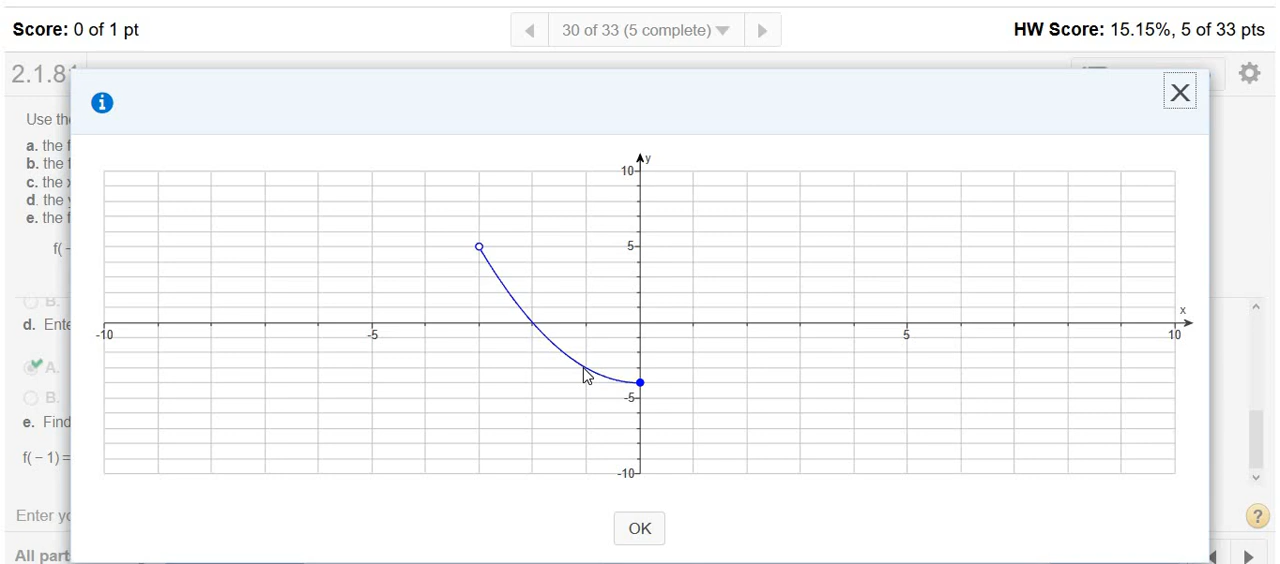 Score: 0 of 1 pt
30 of 33 (5 complete)
HW Score: 15.15%, 5 of 33 pts
2.1.8
Use
a. the
b. the
c. the
d. the
e. the
f( -
B.
d. Ente
A.
B.
e. Find
f( - 1) =
Enter yo
All part
y
x
10
5
-5
-10
-10
-5
5
10
OK
?